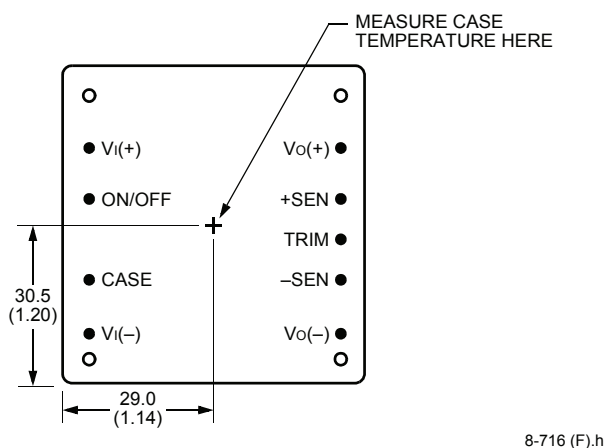 MEASURE CASE
TEMPERATURE HERE
VI(+)
VO(+)
ON/OFF
+SEN
TRIM
CASE
–SEN
30.5
(1.20)
VI(–)
VO(–)
29.0
(1.14)
8-716 (F).h